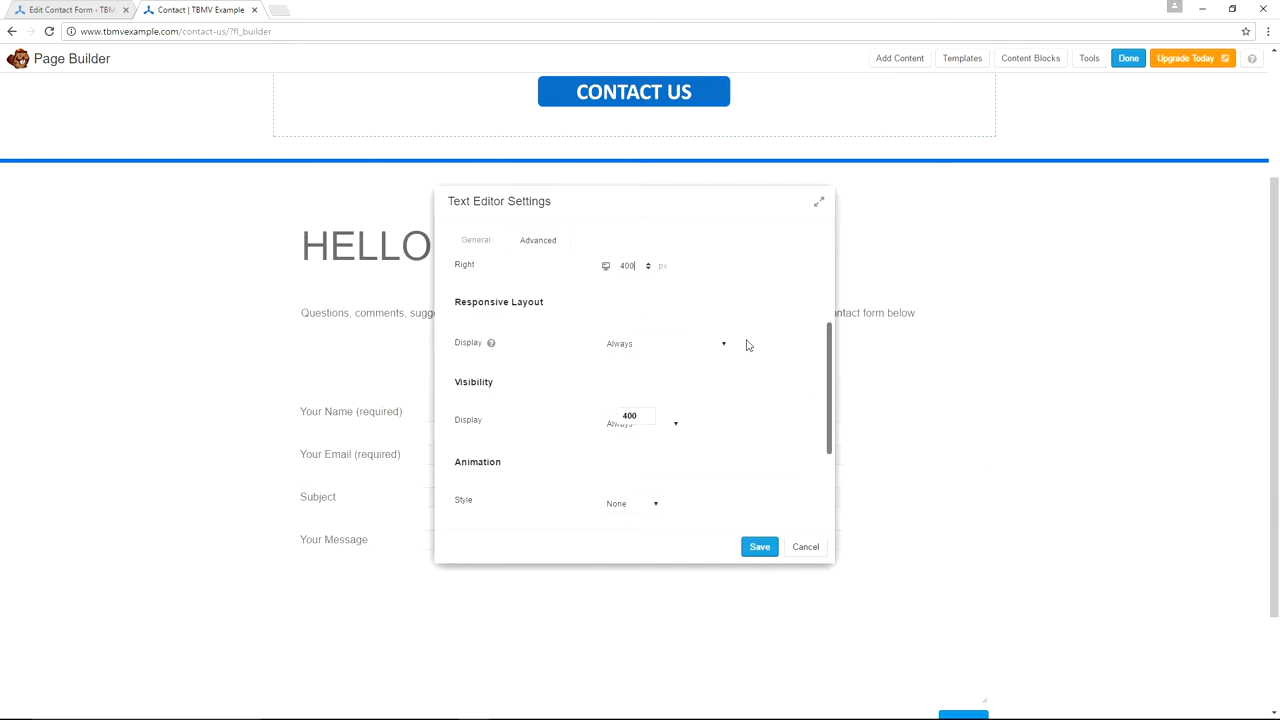 Edit Contact Form ‹ TBM
Contact | TBMV Example
www.tbmvexample.com/contact-us/?fl_builder
Page Builder
Add Content
Templates
Content Blocks
Tools
Done
Upgrade Today
CONTACT US
HELLO
Text Editor Settings
General
Advanced
Right
400
px
Responsive Layout
Questions, comments, sugge
ontact form below
Display
Always
Visibility
Your Name (required)
400
Display
Always
Your Email (required)
Animation
Subject
Style
None
Your Message
Save
Cancel